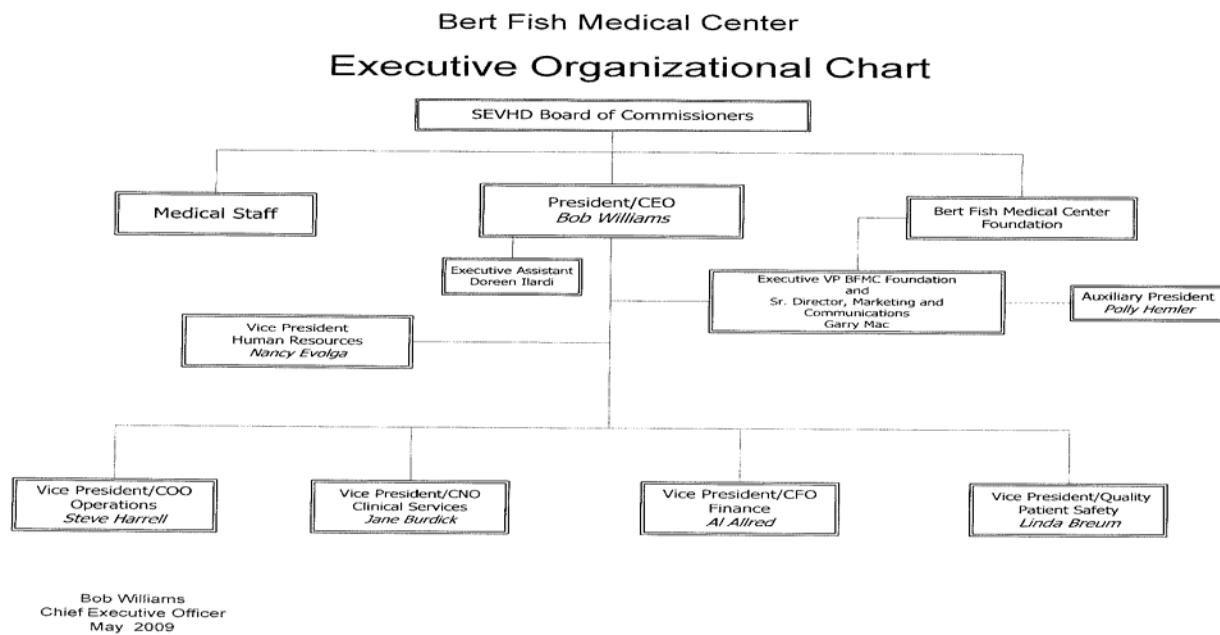 Bert Fish Medical Center
Executive Organizational Chart
SEVHD Board of Commissioners
Medical Staff
President/CEO
Bob Williams
Bert Fish Medical Center
Foundation
Executive Assistant
Doreen Ilardi
Executive VP BFMC Foundation
and
Sr. Director, Marketing and
Communications
Garry Mac
Auxiliary President
Polly Hemler
Vice President
Human Resources
Nancy Evolga
Vice President/COO
Operations
Steve Harrell
Vice President/CNO
Clinical Services
Jane Burdick
Vice President/CFO
Finance
Al Allred
Vice President/Quality
Patient Safety
Linda Breum
Bob Williams
Chief Executive Officer
May 2009